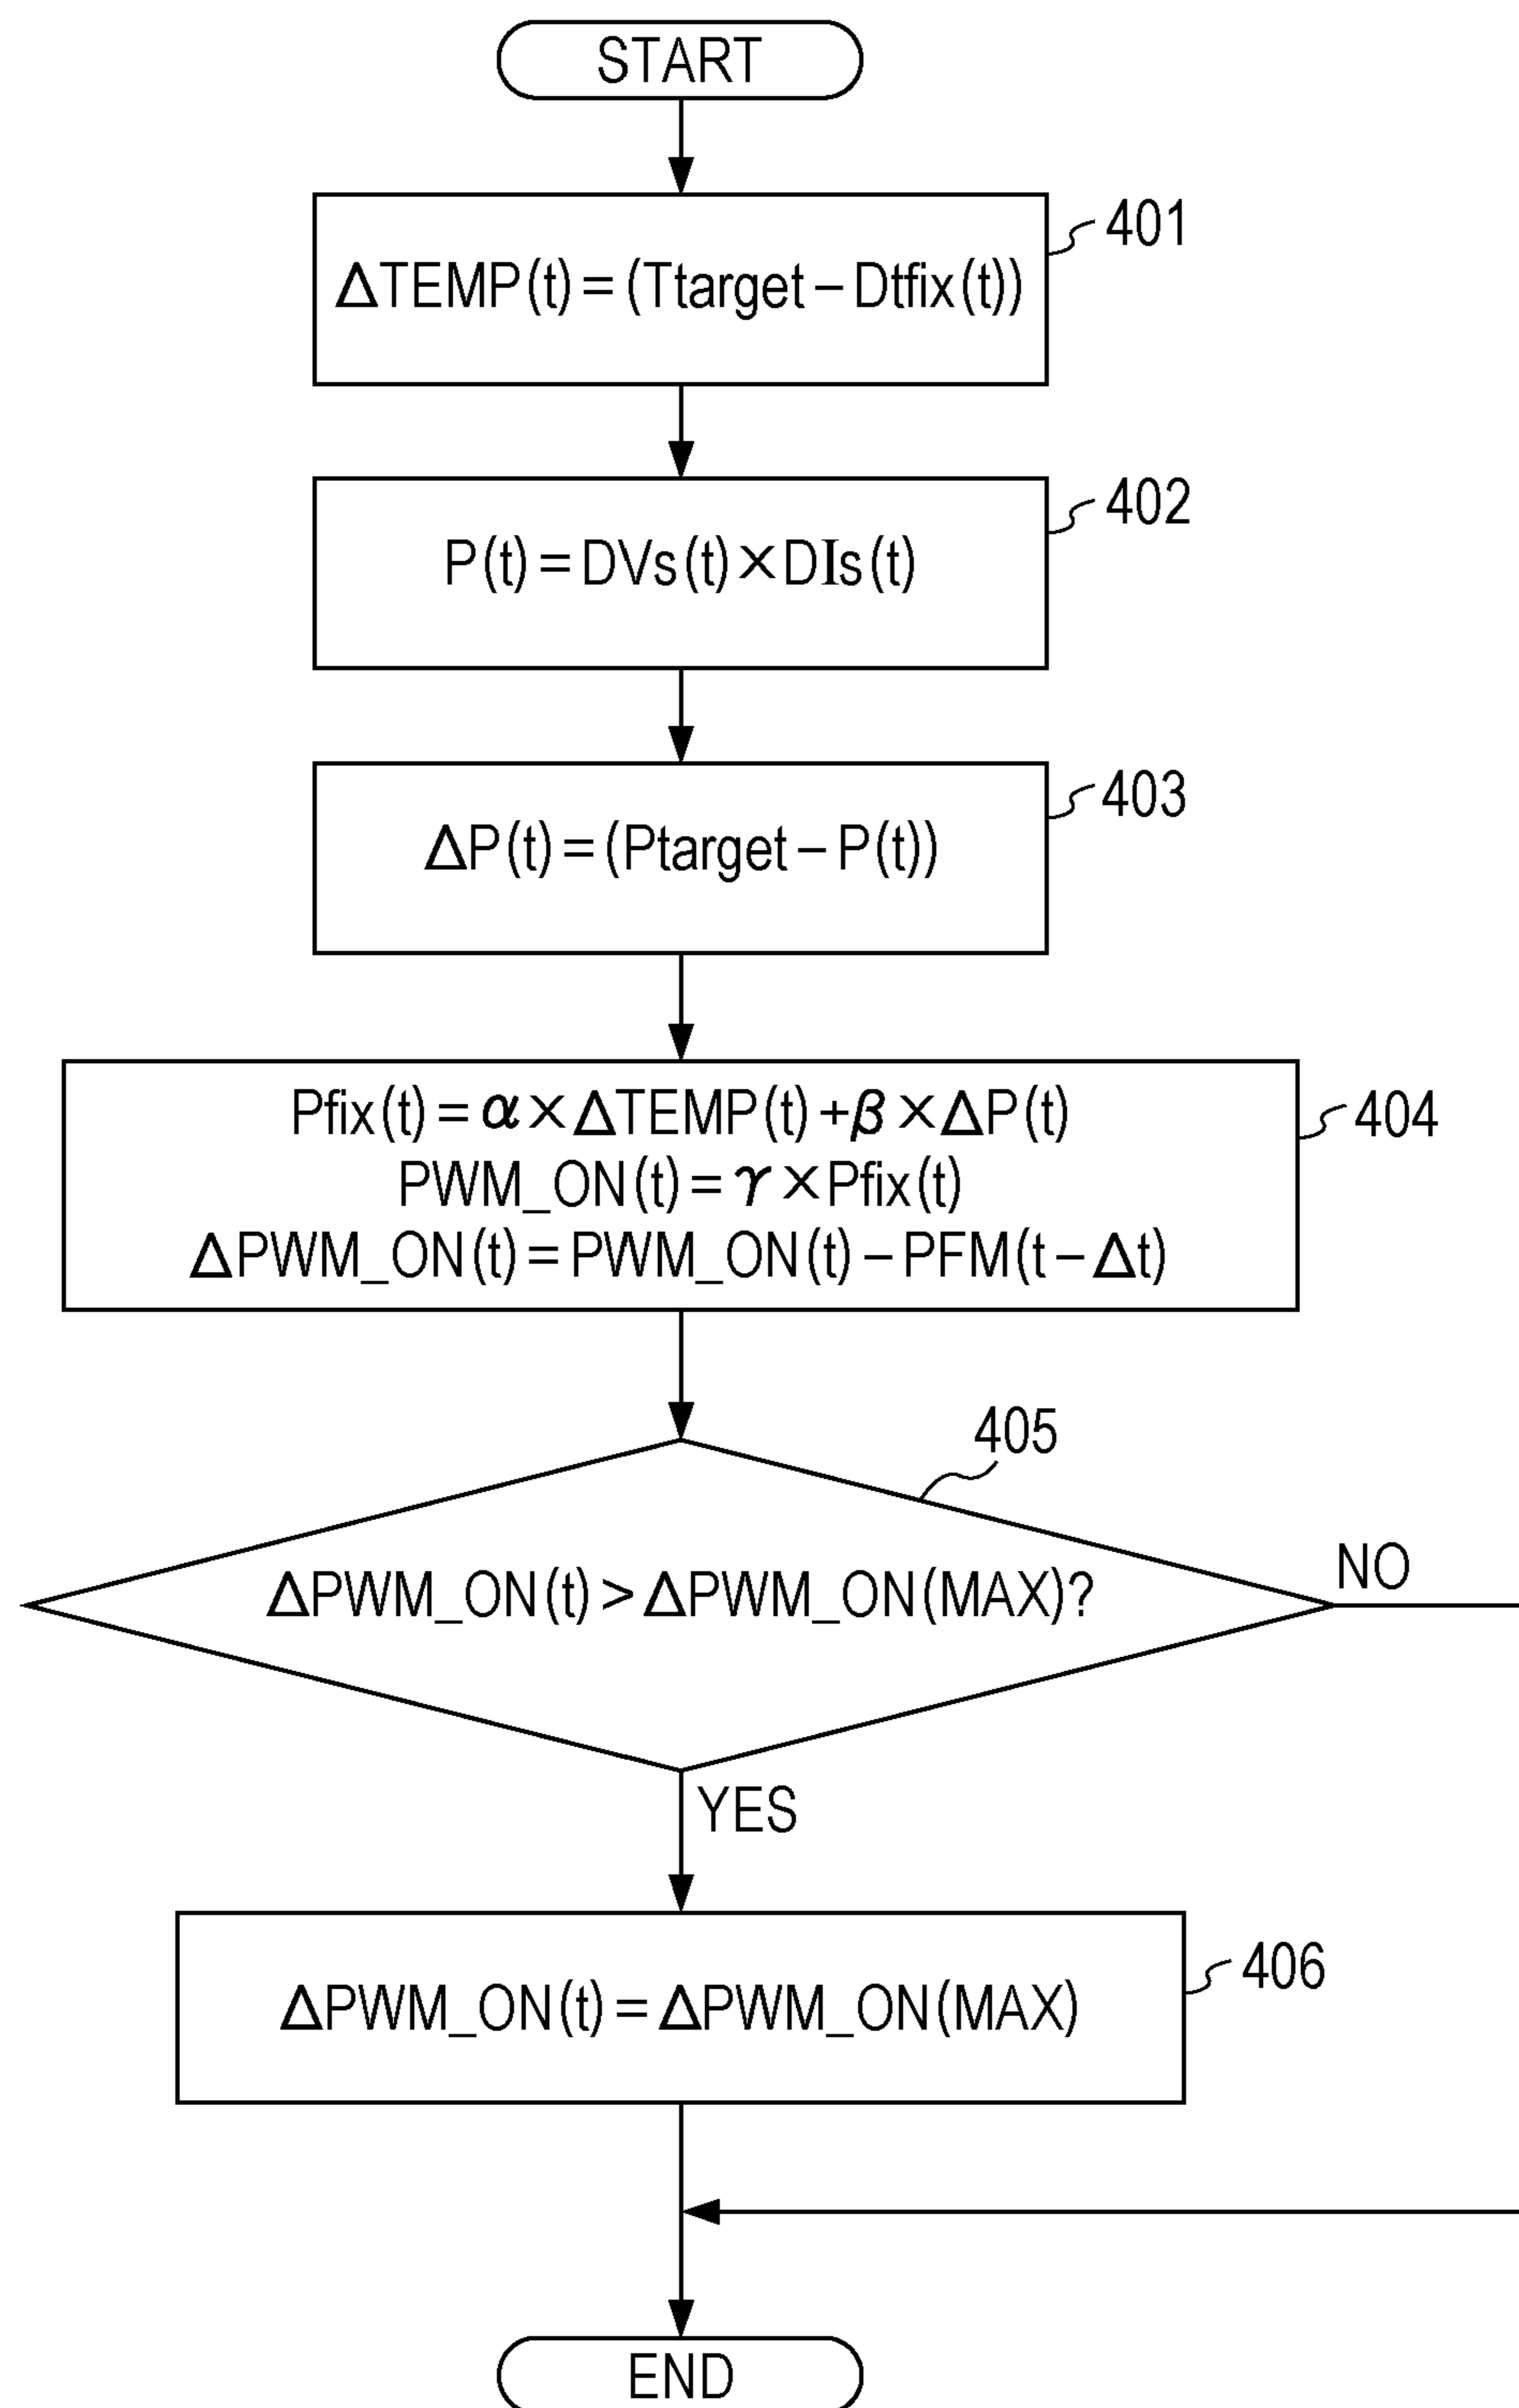 START
401
ΔTEMP(t)=(Ttarget−Dtfix(t))
402
P(t)=DVs(t)×DIs(t)
403
ΔP(t)=(Ptarget−P(t))
Pfix(t)=α×ΔTEMP(t)+β×ΔP(t)
404
PWM_ON(t)=γ×Pfix(t)
ΔPWM_ON(t)=PWM_ON(t)−PFM(t−Δt)
405
NO
ΔPWM_ON(t)>ΔPWM_ON(MAX)?
YES
406
ΔPWM_ON(t)=ΔPWM_ON(MAX)
END